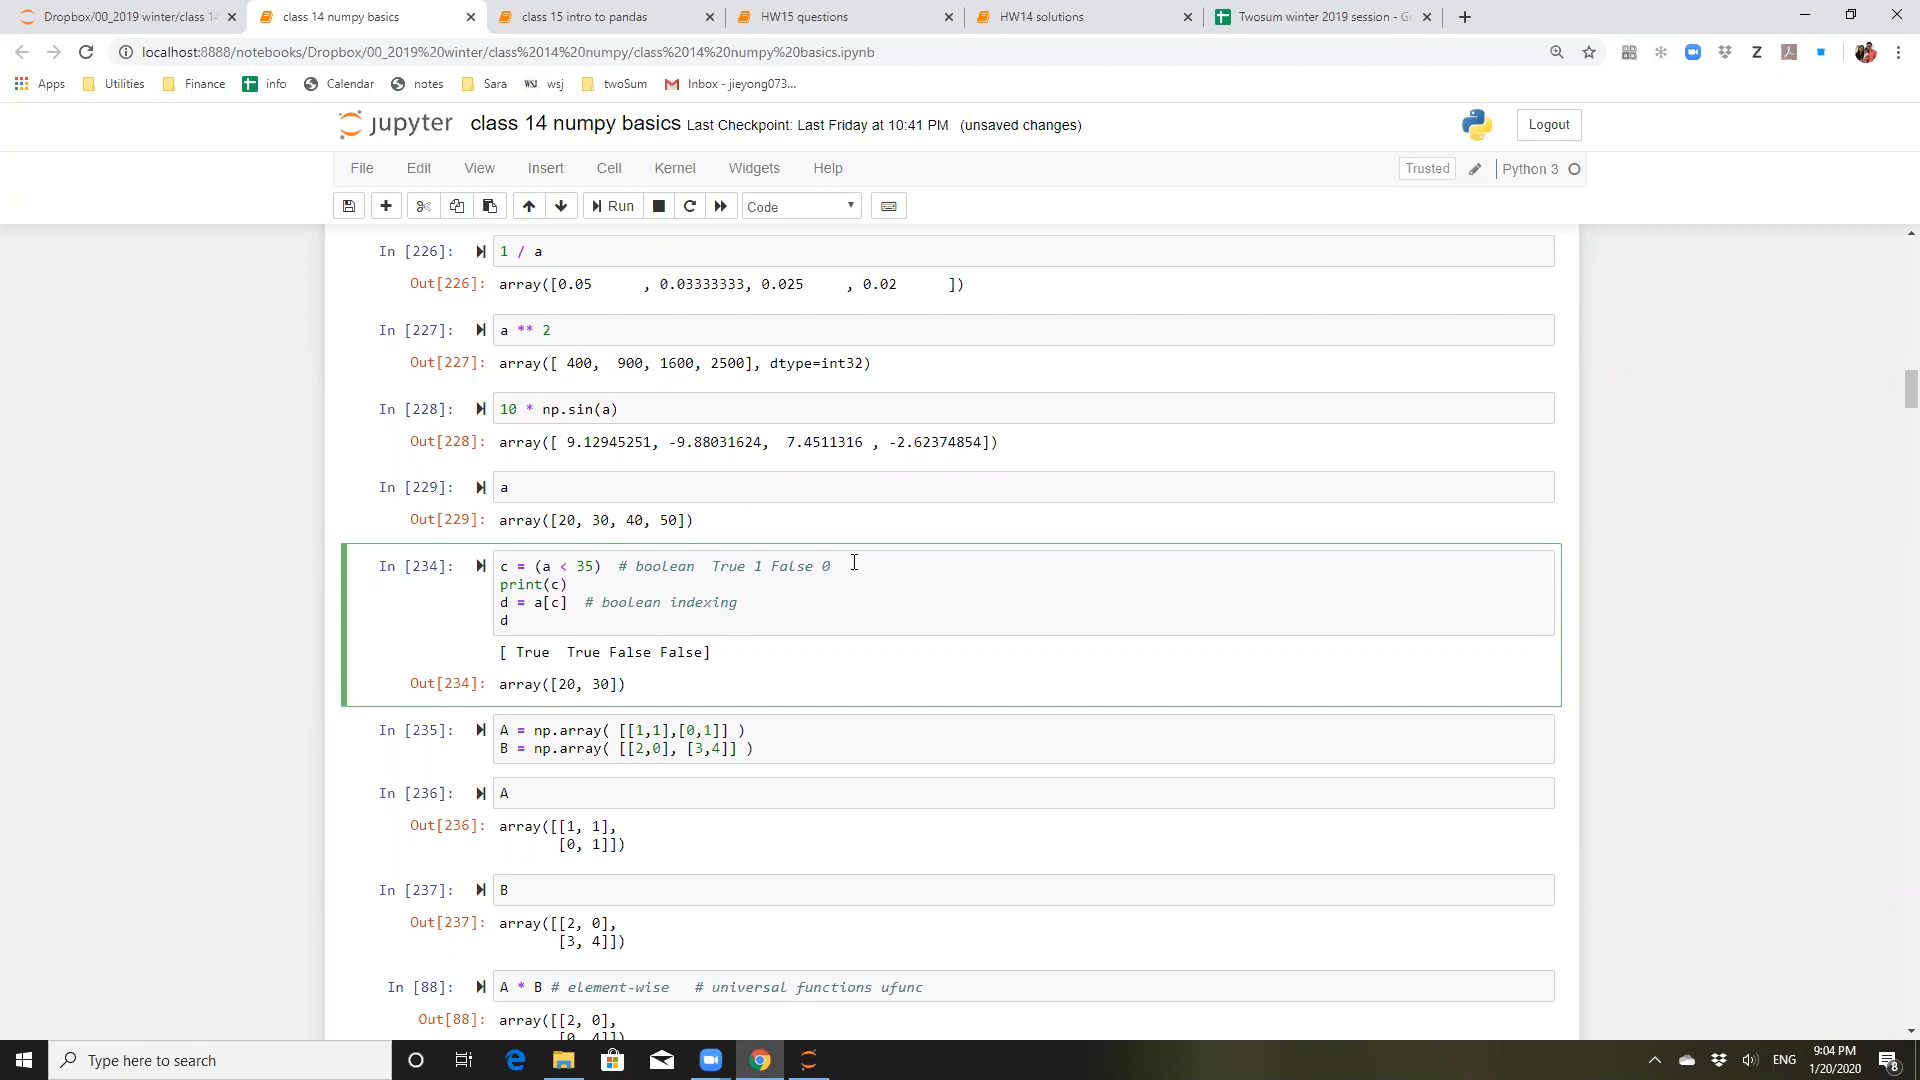 Dropbox/00_2019 winter/class 14
class 14 numpy basics
class 15 intro to pandas
HW15 questions
HW14 solutions
Twosum winter 2019 session - G
localhost:8888/notebooks/Dropbox/00_2019%20winter/class%2014%20numpy/class%2014%20numpy%20basics.ipynb
Apps Utilities Finance info Calendar notes Sara WSJ wsj twoSum Inbox - jieyong073...
jupyter class 14 numpy basics Last Checkpoint: Last Friday at 10:41 PM (unsaved changes) Logout
File Edit View Insert Cell Kernel Widgets Help Trusted Python 3
Run Code
In [226]: 1 / a
Out[226]: array([0.05      , 0.03333333, 0.025     , 0.02      ])
In [227]: a ** 2
Out[227]: array([ 400,  900, 1600, 2500], dtype=int32)
In [228]: 10 * np.sin(a)
Out[228]: array([ 9.12945251, -9.88031624,  7.4511316 , -2.62374854])
In [229]: a
Out[229]: array([20, 30, 40, 50])
In [234]: c = (a < 35)  # boolean  True 1 False 0
print(c)
d = a[c]  # boolean indexing
d
[ True  True False False]
Out[234]: array([20, 30])
In [235]: A = np.array( [[1,1],[0,1]] )
B = np.array( [[2,0], [3,4]] )
In [236]: A
Out[236]: array([[1, 1],
[0, 1]])
In [237]: B
Out[237]: array([[2, 0],
[3, 4]])
In [88]: A * B # element-wise   # universal functions ufunc
Out[88]: array([[2, 0],
[0, 4]])
Type here to search
ENG
9:04 PM
1/20/2020
8